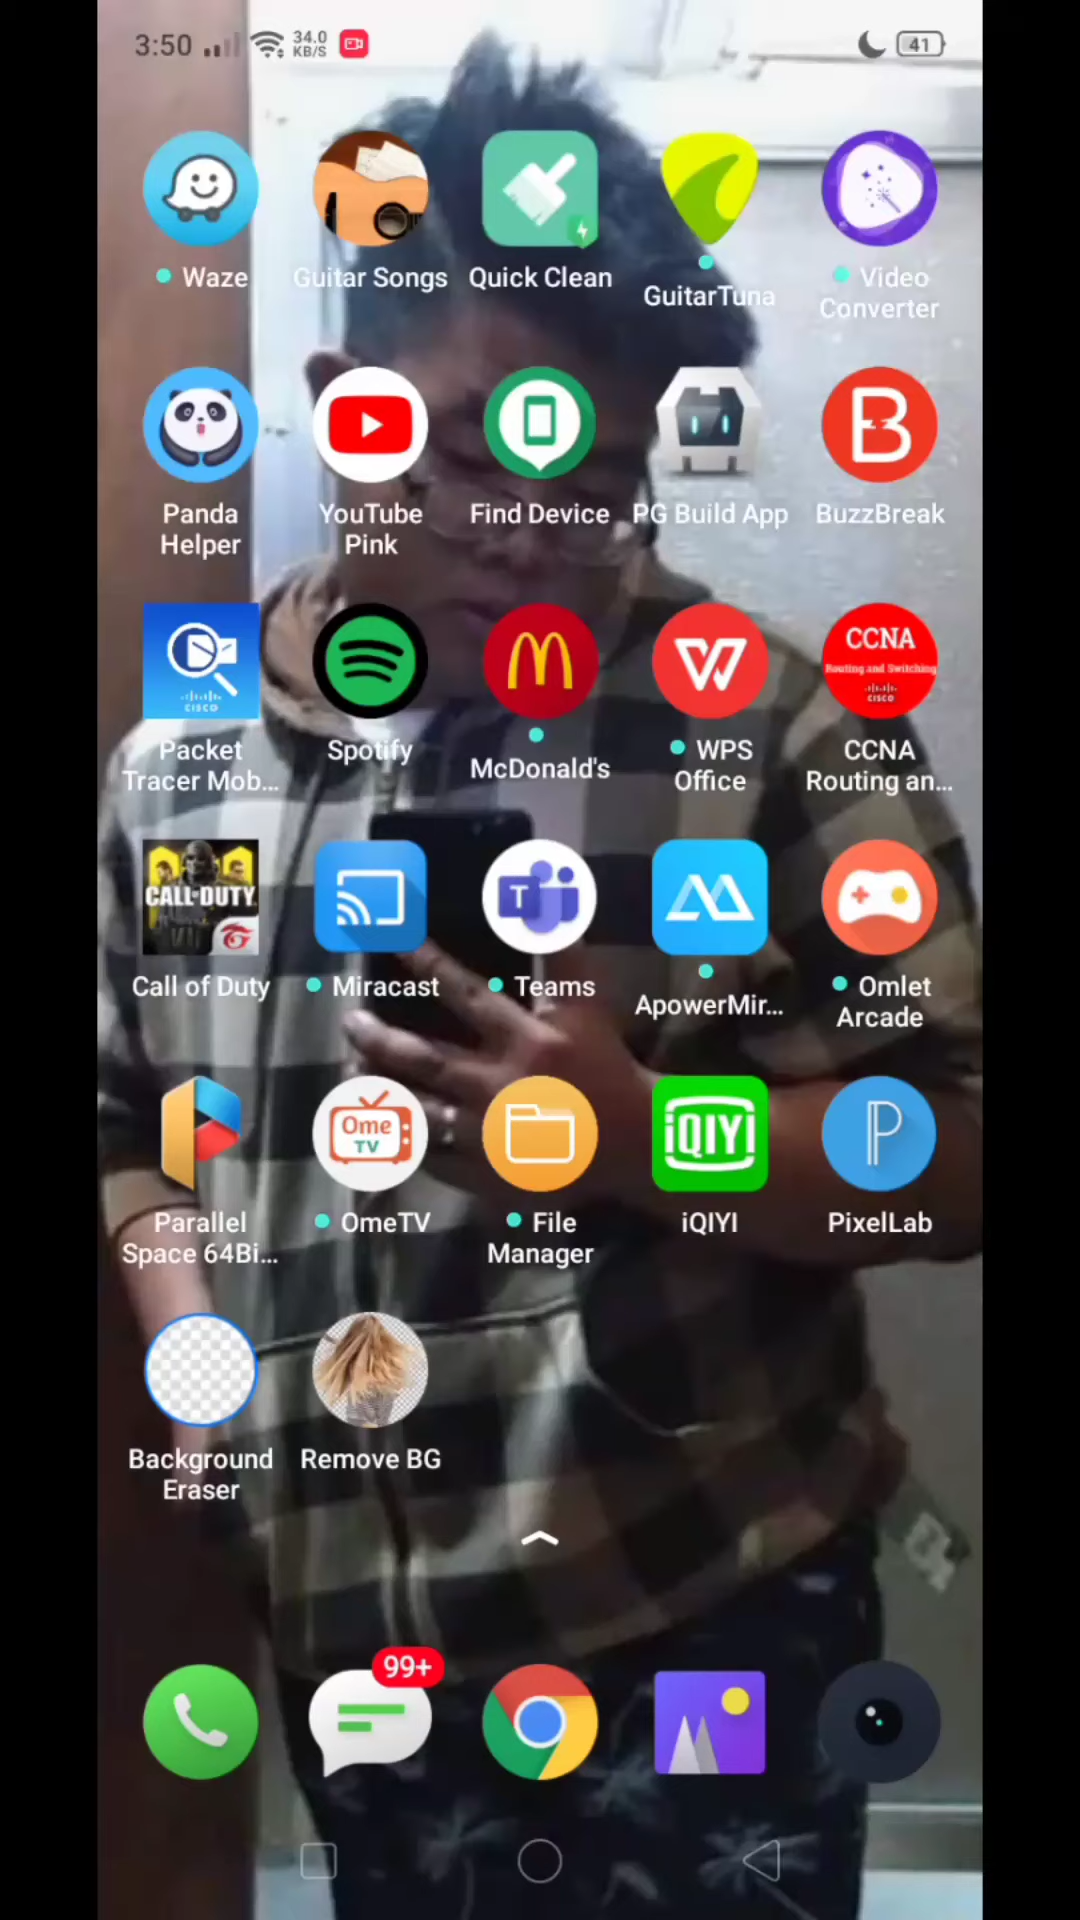 3:50
34.0
KB/S
41
Waze
Guitar Songs
Quick Clean
GuitarTuna
Video
Converter
B
Panda
Helper
YouTube
Pink
Find Device
PG Build App
BuzzBreak
CISCO
W
CCNA
Routing and Switching
CISCO
Packet
Tracer Mob...
Spotify
McDonald's
WPS
Office
CCNA
Routing an...
CALL OF DUTY
T
Call of Duty
Miracast
Teams
ApowerMir...
Omlet
Arcade
Ome
TV
iQIYI
P
Parallel
Space 64Bi...
OmeTV
File
Manager
iQIYI
PixelLab
Background
Eraser
Remove BG
99+